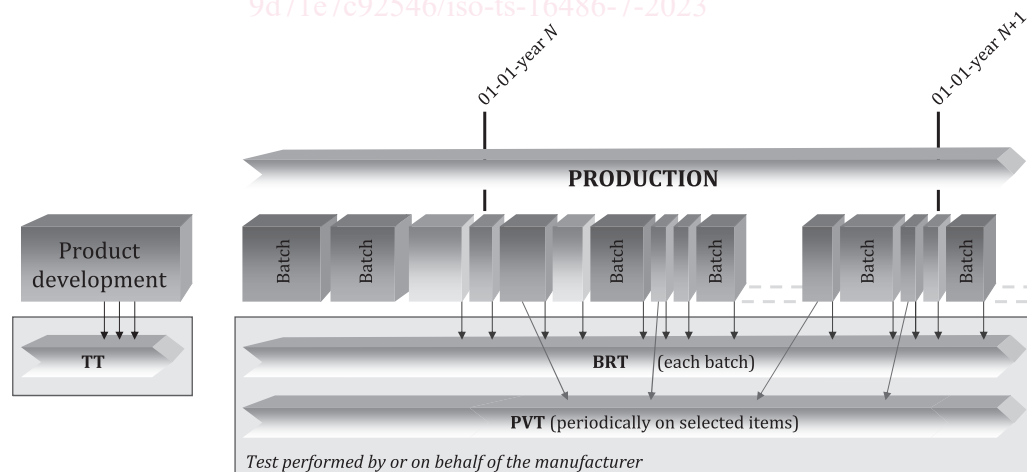 9d71e7c92546/iso-ts-16486-7-2023
01-01-year N
01-01-year N+1
PRODUCTION
Product
development
Batch
Batch
Batch
Batch
Batch
Batch
TT
BRT (each batch)
PVT (periodically on selected items)
Test performed by or on behalf of the manufacturer